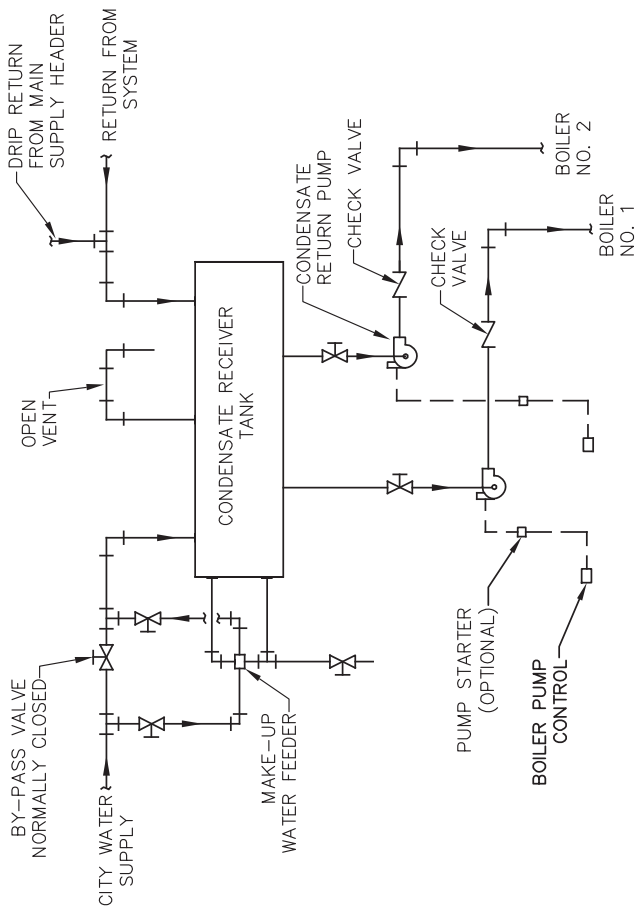 DRIP RETURN
FROM MAIN
SUPPLY HEADER
RETURN FROM
SYSTEM
OPEN
VENT
BY-PASS VALVE
NORMALLY CLOSED
CITY WATER
SUPPLY
CONDENSATE RECEIVER
TANK
MAKE-UP
WATER FEEDER
CONDENSATE
RETURN PUMP
CHECK VALVE
BOILER
NO. 2
CHECK
VALVE
BOILER
NO. 1
PUMP STARTER
(OPTIONAL)
BOILER PUMP
CONTROL